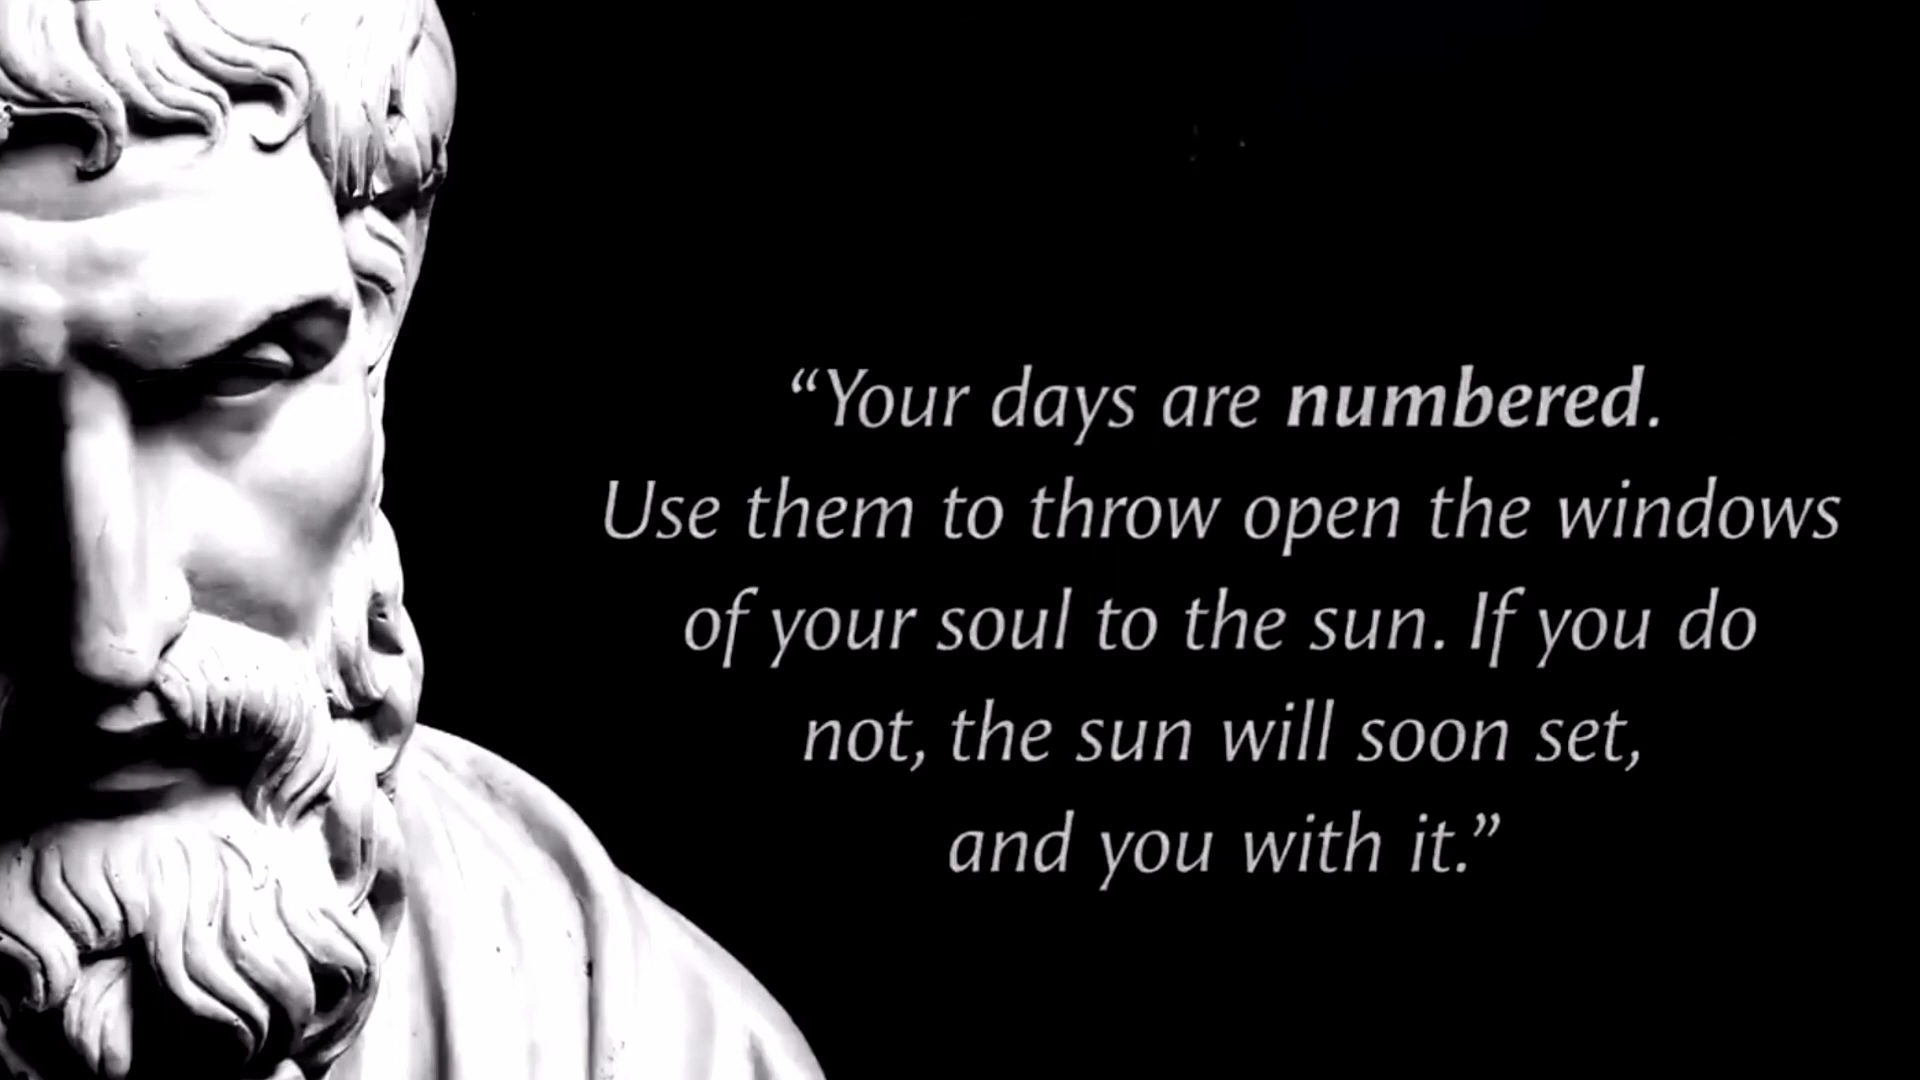 “Your days are numbered.
Use them to throw open the windows
of your soul to the sun. If you do
not, the sun will soon set,
and you with it.”